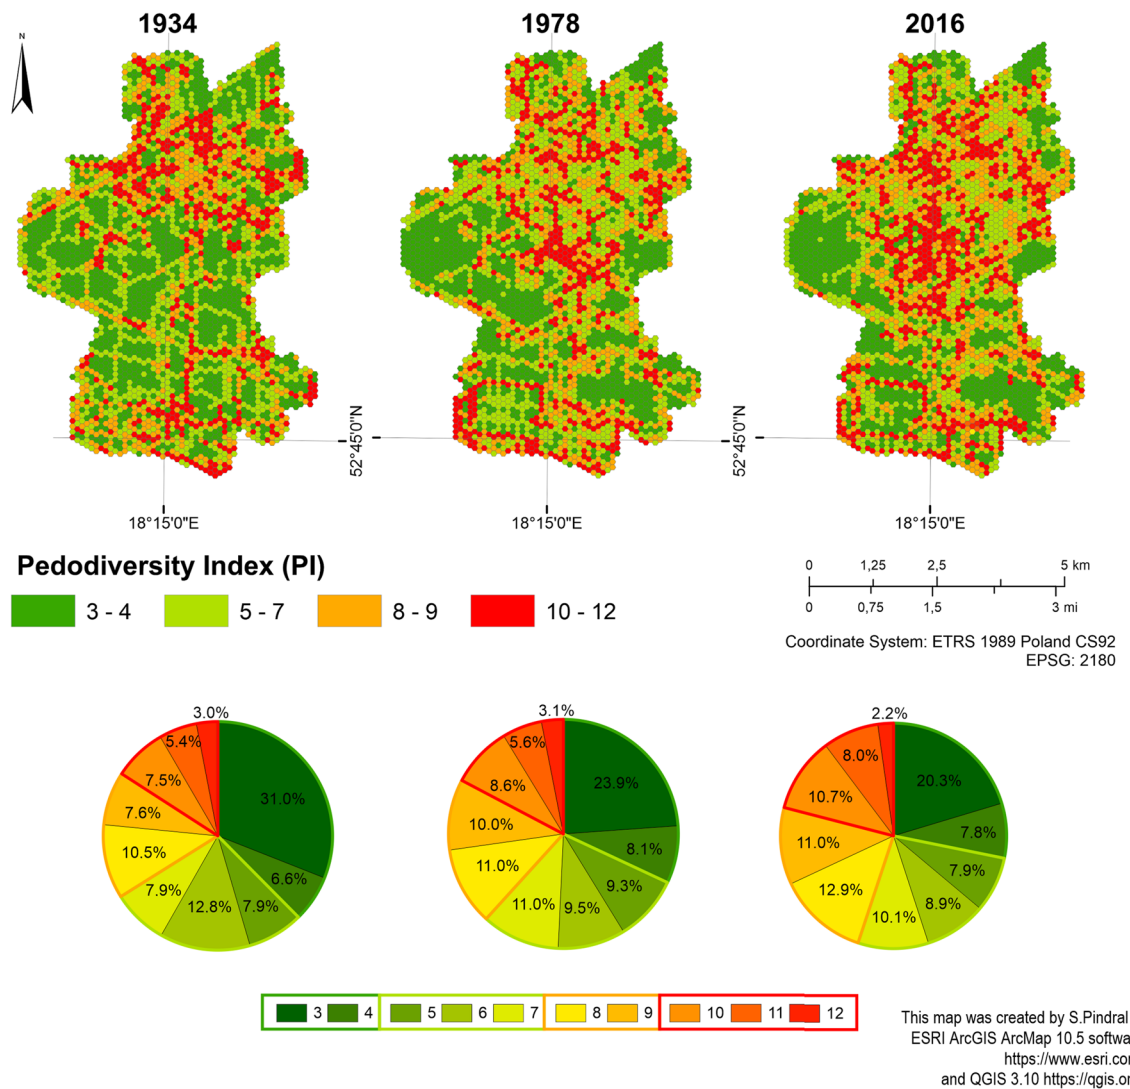 1934
1978
2016
N
52°45'0"N
52°45'0"N
18°15'0"E
18°15'0"E
18°15'0"E
Pedodiversity Index (PI)
3 - 4
5 - 7
8 - 9
10 - 12
0 1,25 2,5 5 km
0 0,75 1,5 3 mi
Coordinate System: ETRS 1989 Poland CS92
EPSG: 2180
3.0%
5.4%
7.5%
31.0%
7.6%
10.5%
6.6%
7.9%
12.8%
7.9%
3.1%
5.6%
8.6%
23.9%
10.0%
8.1%
11.0%
9.3%
11.0%
9.5%
2.2%
8.0%
10.7%
20.3%
11.0%
7.8%
12.9%
7.9%
10.1%
8.9%
3 4 5 6 7 8 9 10 11 12
This map was created by S.Pindral
ESRI ArcGIS ArcMap 10.5 softwa
https://www.esri.co
and QGIS 3.10 https://qgis.o